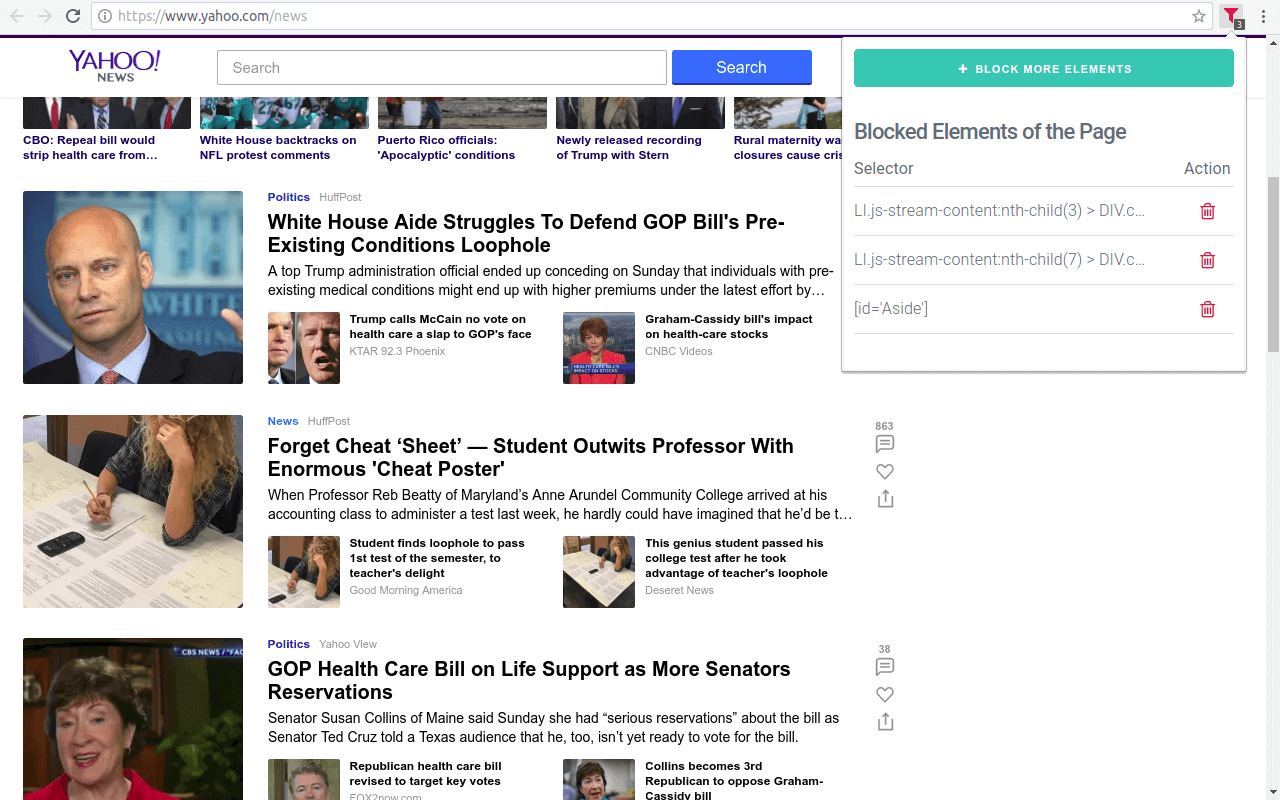 https://www.yahoo.com/news
3
YAHOO!
NEWS
Search
Search
+ BLOCK MORE ELEMENTS
Blocked Elements of the Page
Selector
Action
LI.js-stream-content:nth-child(3) > DIV.c...
LI.js-stream-content:nth-child(7) > DIV.c...
[id='Aside']
CBO: Repeal bill would
strip health care from...
White House backtracks on
NFL protest comments
Puerto Rico officials:
'Apocalyptic' conditions
Newly released recording
of Trump with Stern
Rural maternity wa
closures cause cris
Politics HuffPost
White House Aide Struggles To Defend GOP Bill's Pre-
Existing Conditions Loophole
A top Trump administration official ended up conceding on Sunday that individuals with pre-
existing medical conditions might end up with higher premiums under the latest effort by...
Trump calls McCain no vote on
health care a slap to GOP's face
KTAR 92.3 Phoenix
HEALTH CARE BILL'S
IMPACT ON STOCKS
Graham-Cassidy bill's impact
on health-care stocks
CNBC Videos
News HuffPost
Forget Cheat ‘Sheet’ — Student Outwits Professor With
Enormous 'Cheat Poster'
When Professor Reb Beatty of Maryland’s Anne Arundel Community College arrived at his
accounting class to administer a test last week, he hardly could have imagined that he’d be t...
863
Student finds loophole to pass
1st test of the semester, to
teacher's delight
Good Morning America
This genius student passed his
college test after he took
advantage of teacher's loophole
Deseret News
CBS NEWS / "FAC
Politics Yahoo View
GOP Health Care Bill on Life Support as More Senators
Reservations
Senator Susan Collins of Maine said Sunday she had “serious reservations” about the bill as
Senator Ted Cruz told a Texas audience that he, too, isn’t yet ready to vote for the bill.
38
Republican health care bill
revised to target key votes
FOX2now.com
Collins becomes 3rd
Republican to oppose Graham-
Cassidy bill